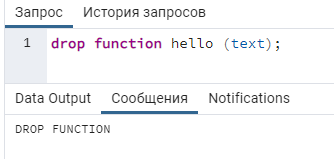 Запрос История запросов
1 drop function hello (text);
Data Output Сообщения Notifications
DROP FUNCTION